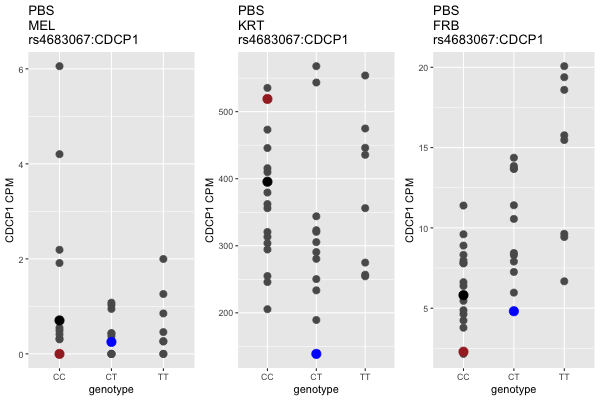 PBS
MEL
rs4683067:CDCP1
CDCP1 CPM
6
4
2
0
CC
CT
TT
genotype
PBS
KRT
rs4683067:CDCP1
CDCP1 CPM
500
400
300
200
CC
CT
TT
genotype
PBS
FRB
rs4683067:CDCP1
CDCP1 CPM
20
15
10
5
CC
CT
TT
genotype